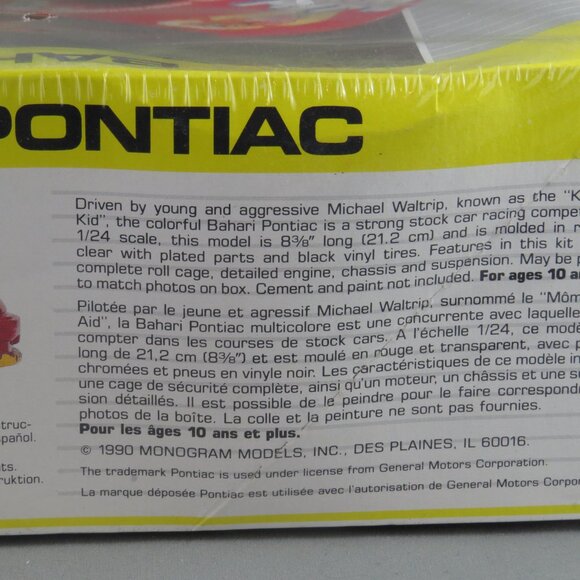 BAHA
PONTIAC
Driven by young and aggressive Michael Waltrip, known as the "K
Kid", the colorful Bahari Pontiac is a strong stock car racing compe
1/24 scale, this model is 8⅜" long (21.2 cm) and is molded in r
clear with plated parts and black vinyl tires. Features in this kit
complete roll cage, detailed engine, chassis and suspension. May be p
to match photos on box. Cement and paint not included. For ages 10 a
Pilotée par le jeune et agressif Michael Waltrip, surnommé le "Môm
Aid", la Bahari Pontiac multicolore est une concurrente avec laquelle
compter dans les courses de stock cars. A l'échelle 1/24, ce modè
long de 21,2 cm (8⅜") et est moulé en rouge et transparent, avec p
chromées et pneus en vinyle noir. Les caractéristiques de ce modèle in
une cage de sécurité complète, ainsi qu'un moteur, un châssis et une su
sion détaillés. Il est possible de le peindre pour le faire correspond
photos de la boîte. La colle et la peinture ne sont pas fournies.
Pour les âges 10 ans et plus.
© 1990 MONOGRAM MODELS, INC., DES PLAINES, IL 60016.
The trademark Pontiac is used under license from General Motors Corporation.
La marque déposée Pontiac est utilisée avec l'autorisation de General Motors Corporation.
struc-
spañol.
ts.
ruktion.